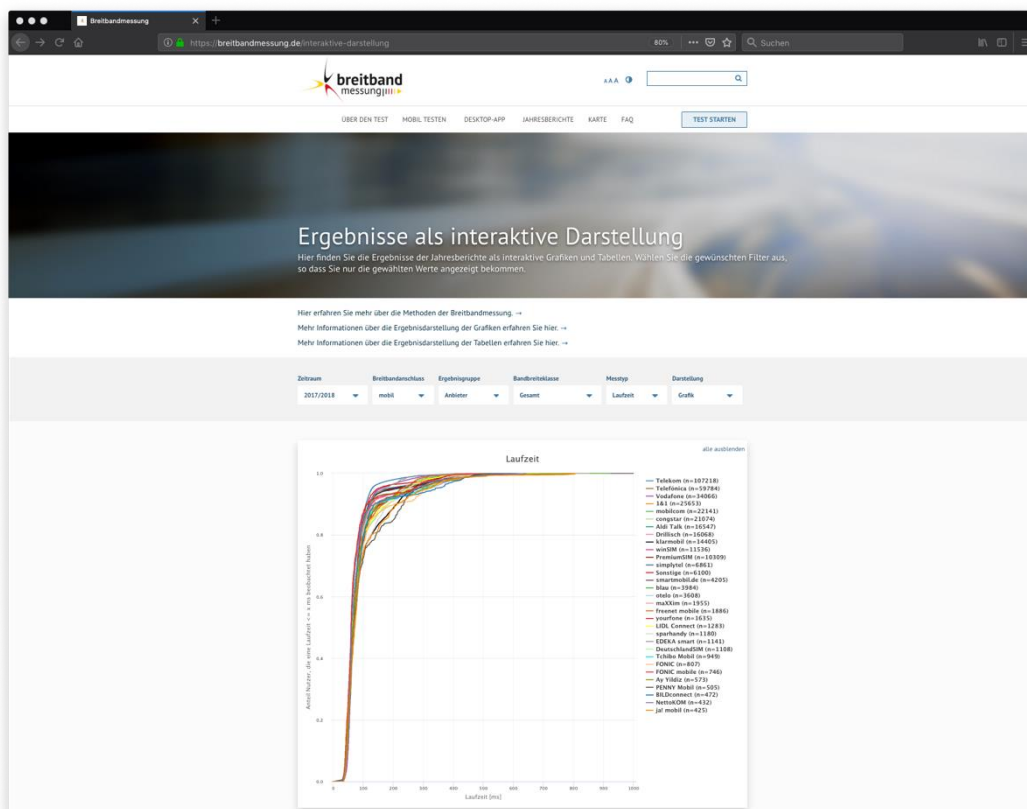 Breitbandmessung
https://breitbandmessung.de/interaktive-darstellung
80%
Suchen
breitband
messung
A A A
ÜBER DEN TEST MOBIL TESTEN DESKTOP-APP JAHRESBERICHTE KARTE FAQ TEST STARTEN
Ergebnisse als interaktive Darstellung
Hier finden Sie die Ergebnisse der Jahresberichte als interaktive Grafiken und Tabellen. Wählen Sie die gewünschten Filter aus,
so dass Sie nur die gewählten Werte angezeigt bekommen.
Hier erfahren Sie mehr über die Methoden der Breitbandmessung. →
Mehr Informationen über die Ergebnisdarstellung der Grafiken erfahren Sie hier. →
Mehr Informationen über die Ergebnisdarstellung der Tabellen erfahren Sie hier. →
Zeitraum Breitbandanschluss Ergebnisgruppe Bandbreiteklasse Messtyp Darstellung
2017/2018 mobil Anbieter Gesamt Laufzeit Grafik
alle ausblenden
Laufzeit
Anteil Nutzer, die eine Laufzeit <= x ms beobachtet haben
1.0
0.8
0.6
0.4
0.2
0.0
0 100 200 300 400 500 600 700 800 900 1000
Laufzeit [ms]
Telekom (n=107218)
Telefónica (n=59784)
Vodafone (n=34066)
1&1 (n=25653)
mobilcom (n=22141)
congstar (n=21074)
Aldi Talk (n=16547)
Drillisch (n=16068)
klarmobil (n=14405)
winSIM (n=11536)
PremiumSIM (n=10309)
simplytel (n=6861)
Sonstige (n=6100)
smartmobil.de (n=4205)
blau (n=3984)
otelo (n=3608)
maXXim (n=1955)
freenet mobile (n=1886)
yourfone (n=1635)
LIDL Connect (n=1283)
sparhandy (n=1180)
EDEKA smart (n=1141)
DeutschlandSIM (n=1108)
Tchibo Mobil (n=949)
FONIC (n=807)
FONIC mobile (n=746)
Ay Yildiz (n=573)
PENNY Mobil (n=505)
BILDconnect (n=472)
NettoKOM (n=432)
ja! mobil (n=425)